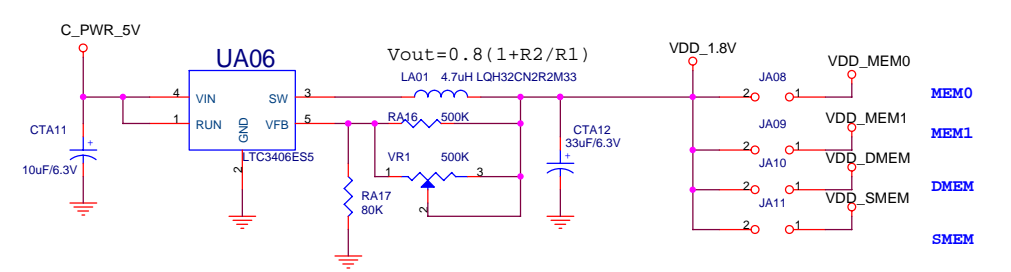 C_PWR_5V
UA06
Vout=0.8(1+R2/R1)
VDD_1.8V
LA01 4.7uH LQH32CN2R2M33
JA08
VDD_MEM0
4 VIN SW 3
2 1
MEM0
1 RUN VFB 5
GND
RA16 500K
CTA11
+
10uF/6.3V
LTC3406ES5
2
CTA12
33uF/6.3V
+
JA09
VDD_MEM1
2 1
MEM1
VR1 500K
1 3
2
JA10
VDD_DMEM
2 1
DMEM
RA17
80K
JA11
VDD_SMEM
2 1
SMEM